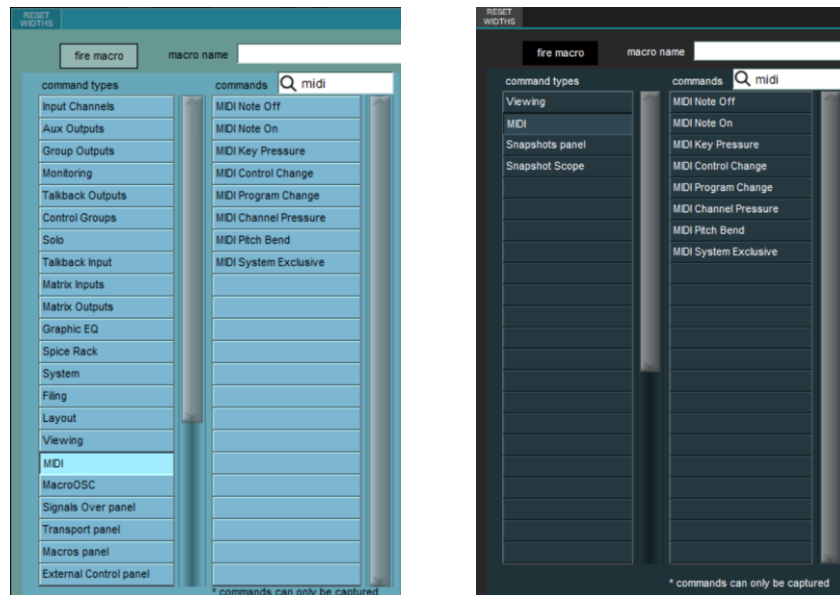 RESET
WIDTHS
fire macro
macro name
command types
commands
midi
Input Channels
Aux Outputs
Group Outputs
Monitoring
Talkback Outputs
Control Groups
Solo
Talkback Input
Matrix Inputs
Matrix Outputs
Graphic EQ
Spice Rack
System
Filing
Layout
Viewing
MIDI
MacroOSC
Signals Over panel
Transport panel
Macros panel
External Control panel
MIDI Note Off
MIDI Note On
MIDI Key Pressure
MIDI Control Change
MIDI Program Change
MIDI Channel Pressure
MIDI Pitch Bend
MIDI System Exclusive
* commands can only be captured
RESET
WIDTHS
fire macro
macro name
command types
commands
midi
Viewing
MIDI
Snapshots panel
Snapshot Scope
MIDI Note Off
MIDI Note On
MIDI Key Pressure
MIDI Control Change
MIDI Program Change
MIDI Channel Pressure
MIDI Pitch Bend
MIDI System Exclusive
* commands can only be captured